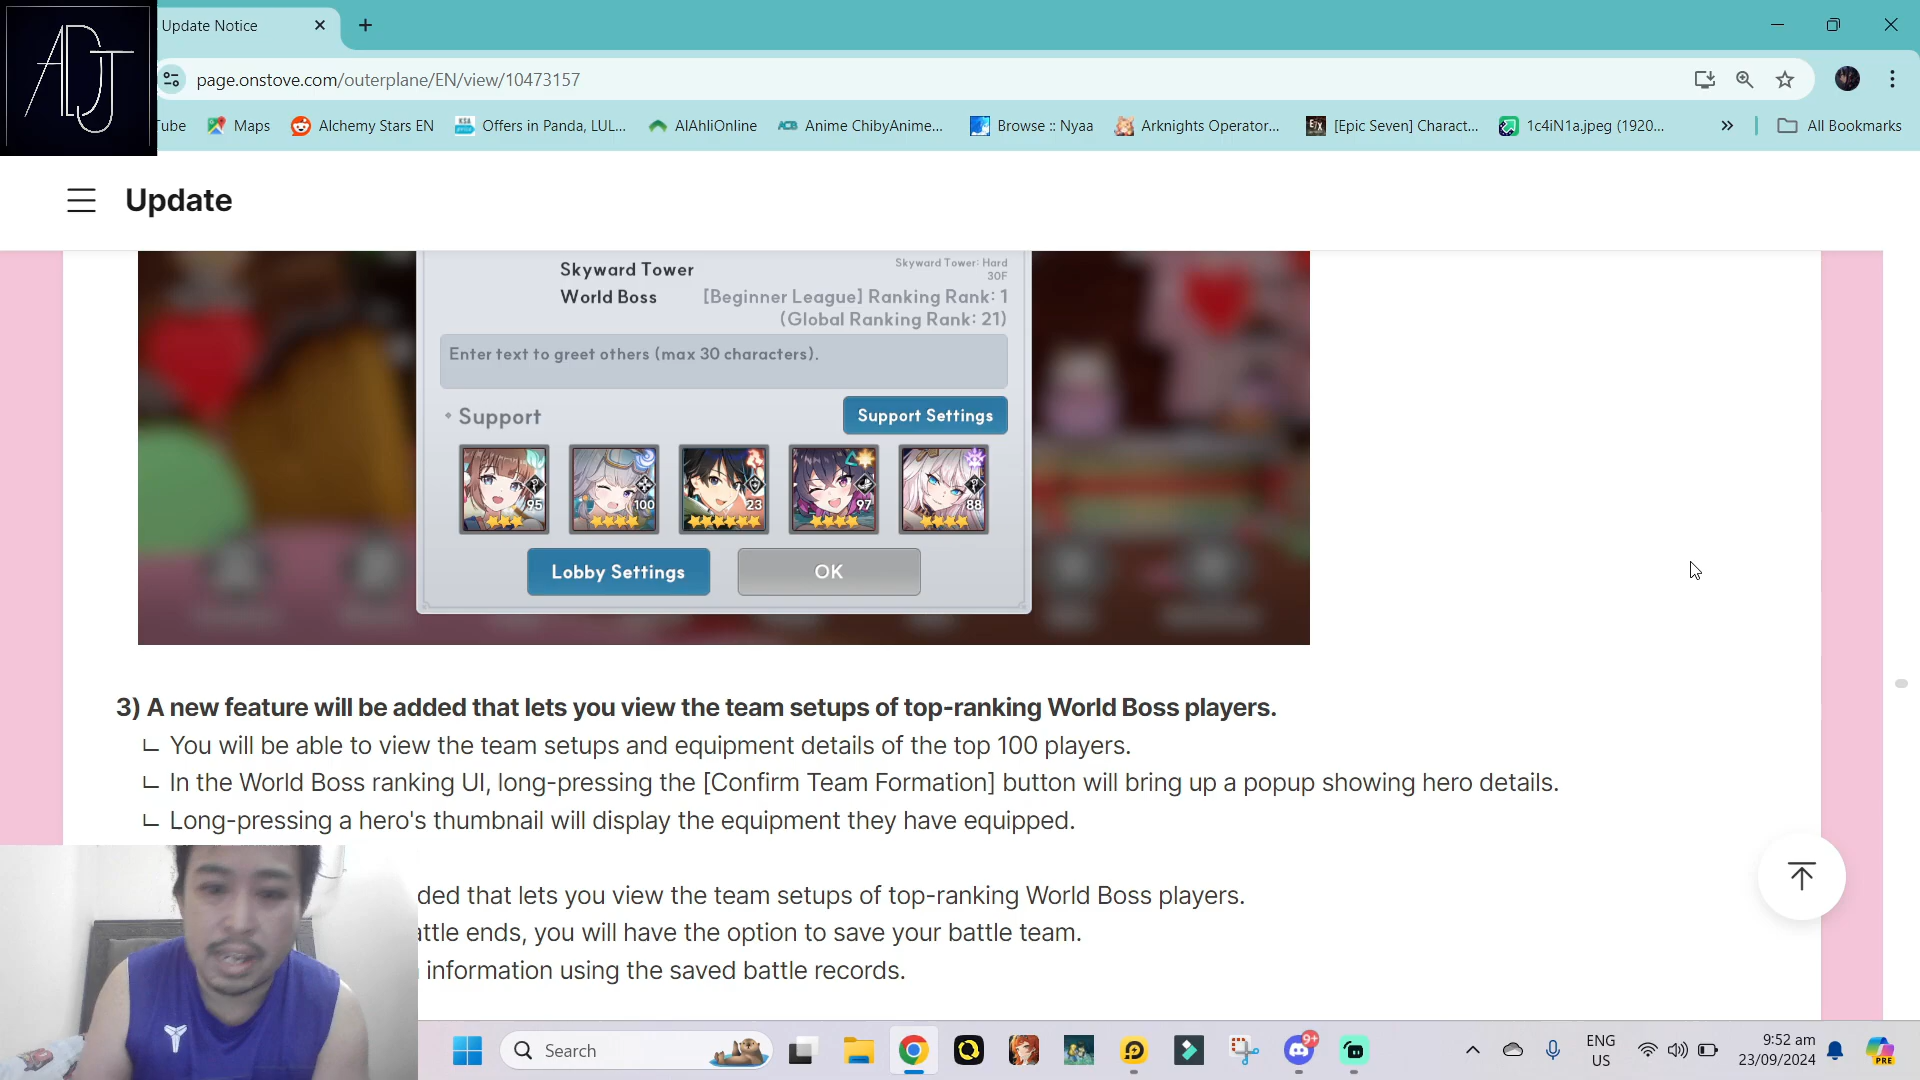 ADJ
Update Notice
page.onstove.com/outerplane/EN/view/10473157
Tube
Maps
Alchemy Stars EN
Offers in Panda, LUL...
AlAhliOnline
Anime ChibyAnime...
Browse :: Nyaa
Arknights Operator...
[Epic Seven] Charact...
1c4iN1a.jpeg (1920...
All Bookmarks
Update
Skyward Tower
Skyward Tower: Hard
30F
World Boss
[Beginner League] Ranking Rank: 1
(Global Ranking Rank: 21)
Enter text to greet others (max 30 characters).
Support
Support Settings
95
100
23
97
88
Lobby Settings
OK
3) A new feature will be added that lets you view the team setups of top-ranking World Boss players.
ㄴ You will be able to view the team setups and equipment details of the top 100 players.
ㄴ In the World Boss ranking UI, long-pressing the [Confirm Team Formation] button will bring up a popup showing hero details.
ㄴ Long-pressing a hero's thumbnail will display the equipment they have equipped.
ded that lets you view the team setups of top-ranking World Boss players.
attle ends, you will have the option to save your battle team.
information using the saved battle records.
Search
9+
ENG
US
9:52 am
23/09/2024
PRE